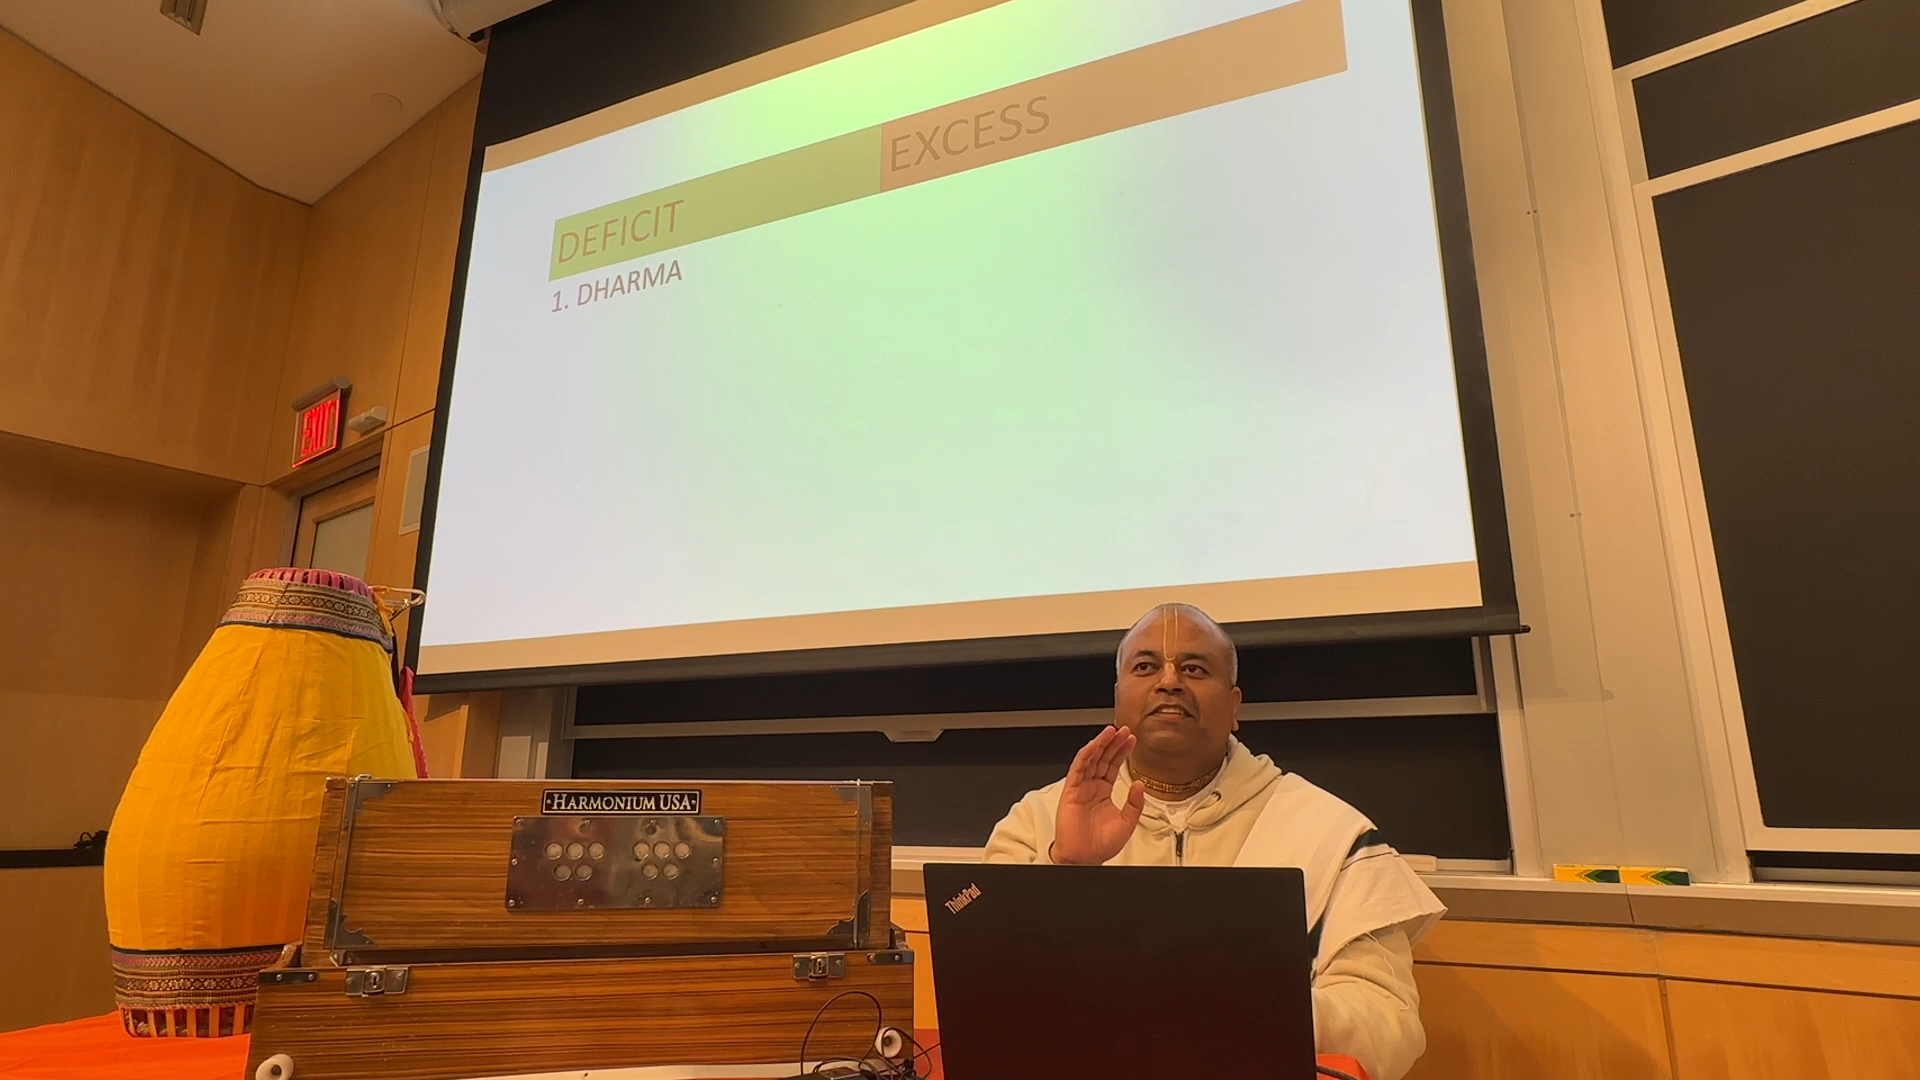 DEFICIT
EXCESS
1. DHARMA
EXIT
·HARMONIUM USA·
ThinkPad